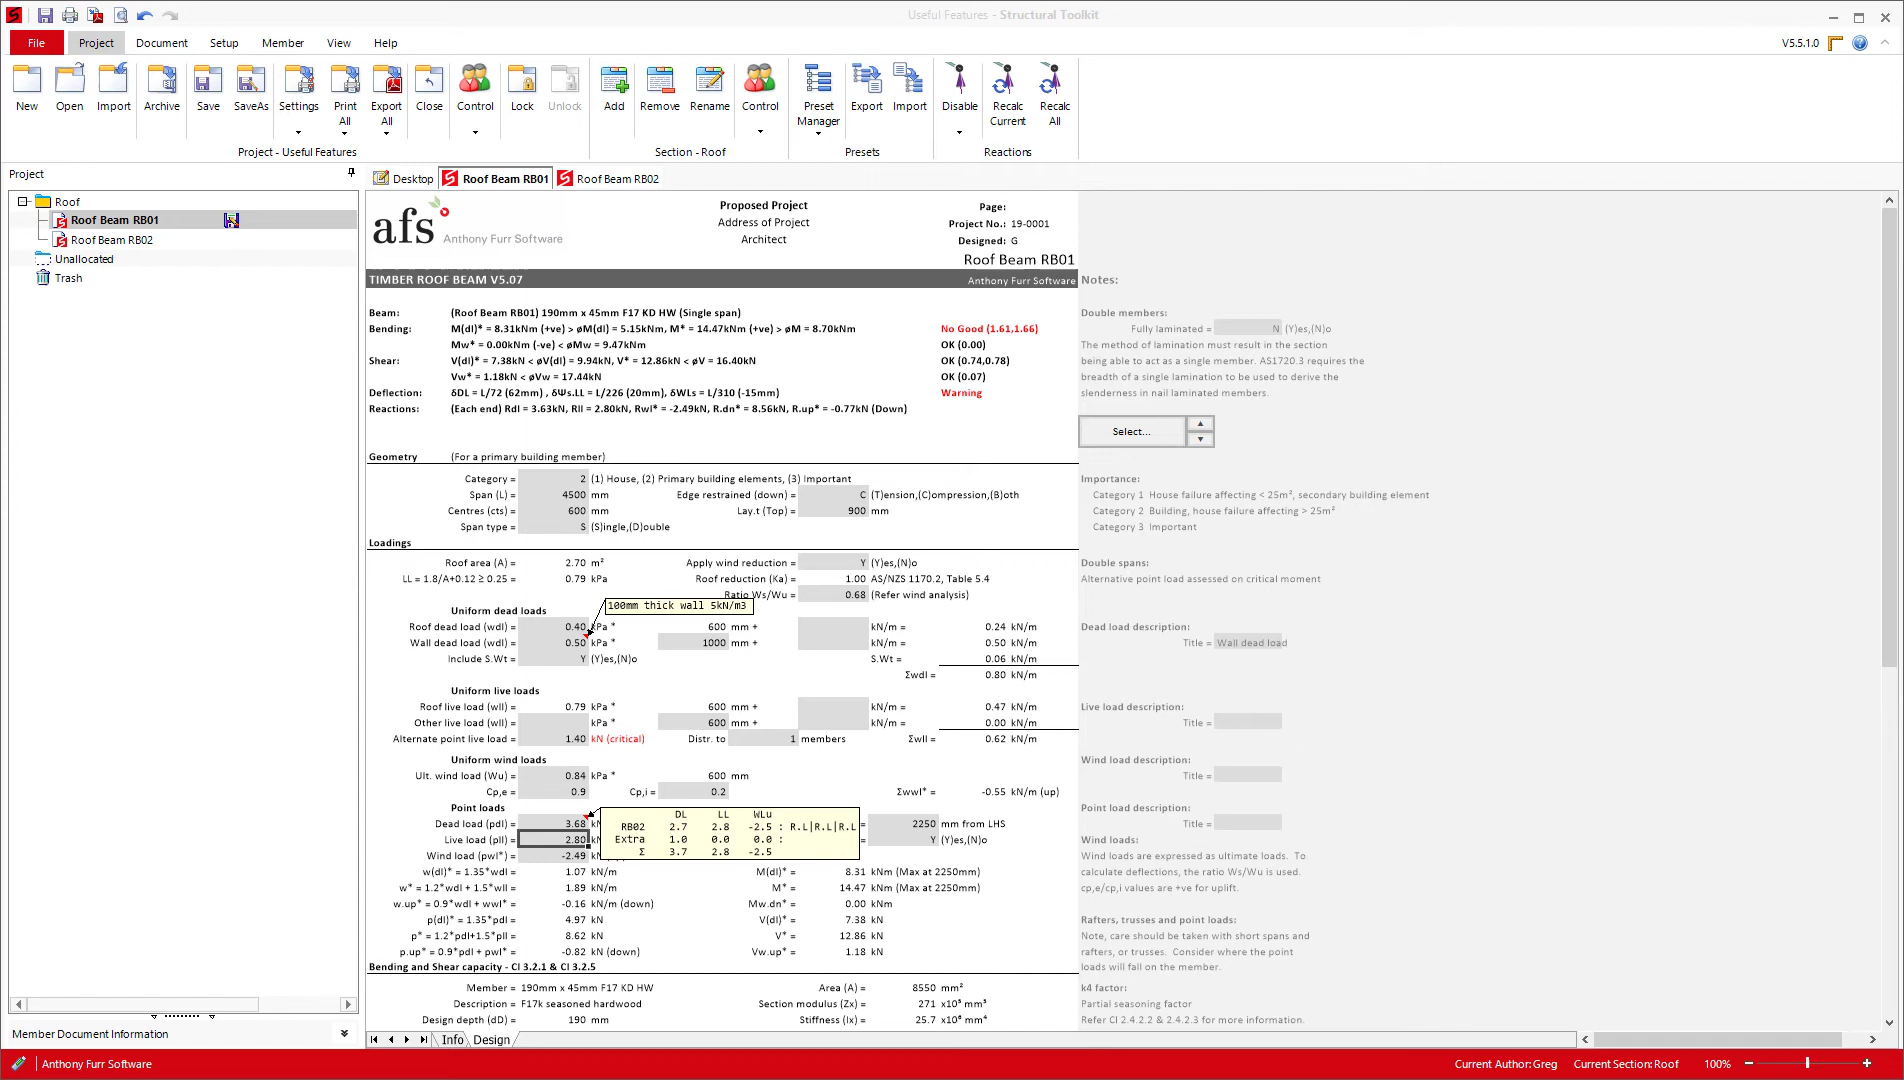 Useful Features - Structural Toolkit
File Project Document Setup Member View Help V5.5.1.0
New Open Import Archive Save SaveAs Settings Print All Export All Close Control Lock Unlock Add Remove Rename Control Preset Manager Export Import Disable Recalc Current Recalc All
Project - Useful Features Section - Roof Presets Reactions
Project
Roof
Roof Beam RB01
Roof Beam RB02
Unallocated
Trash
Member Document Information
Desktop Roof Beam RB01 Roof Beam RB02
afs Anthony Furr Software
Proposed Project Page:
Address of Project Project No.: 19-0001
Architect Designed: G
Roof Beam RB01
TIMBER ROOF BEAM V5.07 Anthony Furr Software Notes:
Beam: (Roof Beam RB01) 190mm x 45mm F17 KD HW (Single span) Double members:
Bending: M(dl)* = 8.31kNm (+ve) > øM(dl) = 5.15kNm, M* = 14.47kNm (+ve) > øM = 8.70kNm No Good (1.61,1.66) Fully laminated = N (Y)es,(N)o
Mw* = 0.00kNm (-ve) < øMw = 9.47kNm OK (0.00) The method of lamination must result in the section
Shear: V(dl)* = 7.38kN < øV(dl) = 9.94kN, V* = 12.86kN < øV = 16.40kN OK (0.74,0.78) being able to act as a single member. AS1720.3 requires the
Vw* = 1.18kN < øVw = 17.44kN OK (0.07) breadth of a single lamination to be used to derive the
Deflection: δDL = L/72 (62mm) , δΨs.LL = L/226 (20mm), δWLs = L/310 (-15mm) Warning slenderness in nail laminated members.
Reactions: (Each end) Rdl = 3.63kN, Rll = 2.80kN, Rwl* = -2.49kN, R.dn* = 8.56kN, R.up* = -0.77kN (Down)
Select...
Geometry (For a primary building member)
Category = 2 (1) House, (2) Primary building elements, (3) Important Importance:
Span (L) = 4500 mm Edge restrained (down) = C (T)ension,(C)ompression,(B)oth Category 1 House failure affecting < 25m², secondary building element
Centres (cts) = 600 mm Lay.t (Top) = 900 mm Category 2 Building, house failure affecting > 25m²
Span type = S (S)ingle,(D)ouble Category 3 Important
Loadings
Roof area (A) = 2.70 m² Apply wind reduction = Y (Y)es,(N)o Double spans:
LL = 1.8/A+0.12 ≥ 0.25 = 0.79 kPa Roof reduction (Ka) = 1.00 AS/NZS 1170.2, Table 5.4 Alternative point load assessed on critical moment
Ratio Ws/Wu = 0.68 (Refer wind analysis)
100mm thick wall 5kN/m3
Uniform dead loads
Roof dead load (wdl) = 0.40 kPa * 600 mm + kN/m = 0.24 kN/m Dead load description:
Wall dead load (wdl) = 0.50 kPa * 1000 mm + kN/m = 0.50 kN/m Title = Wall dead load
Include S.Wt = Y (Y)es,(N)o S.Wt = 0.06 kN/m
Σwdl = 0.80 kN/m
Uniform live loads
Roof live load (wll) = 0.79 kPa * 600 mm + kN/m = 0.47 kN/m Live load description:
Other live load (wll) = kPa * 600 mm + kN/m = 0.00 kN/m Title =
Alternate point live load = 1.40 kN (critical) Distr. to 1 members Σwll = 0.62 kN/m
Uniform wind loads Wind load description:
Ult. wind load (Wu) = 0.84 kPa * 600 mm Title =
Cp,e = 0.9 Cp,i = 0.2 Σwwl* = -0.55 kN/m (up)
Point loads Point load description:
Dead load (pdl) = 3.68 = 2250 mm from LHS Title =
Live load (pll) = 2.80 = Y (Y)es,(N)o Wind loads:
DL LL WLu
RB02 2.7 2.8 -2.5 : R.L|R.L|R.L
Extra 1.0 0.0 0.0 :
Σ 3.7 2.8 -2.5
Wind load (pwl*) = -2.49 Wind loads are expressed as ultimate loads. To
w(dl)* = 1.35*wdl = 1.07 kN/m M(dl)* = 8.31 kNm (Max at 2250mm) calculate deflections, the ratio Ws/Wu is used.
w* = 1.2*wdl + 1.5*wll = 1.89 kN/m M* = 14.47 kNm (Max at 2250mm) cp,e/cp,i values are +ve for uplift.
w.up* = 0.9*wdl + wwl* = -0.16 kN/m (down) Mw.dn* = 0.00 kNm
p(dl)* = 1.35*pdl = 4.97 kN V(dl)* = 7.38 kN Rafters, trusses and point loads:
p* = 1.2*pdl+1.5*pll = 8.62 kN V* = 12.86 kN Note, care should be taken with short spans and
p.up* = 0.9*pdl + pwl* = -0.82 kN (down) Vw.up* = 1.18 kN rafters, or trusses. Consider where the point
Bending and Shear capacity - Cl 3.2.1 & Cl 3.2.5 loads will fall on the member.
Member = 190mm x 45mm F17 KD HW Area (A) = 8550 mm² k4 factor:
Description = F17k seasoned hardwood Section modulus (Zx) = 271 x10³ mm³ Partial seasoning factor
Design depth (dD) = 190 mm Stiffness (Ix) = 25.7 x10⁶ mm⁴ Refer Cl 2.4.2.2 & 2.4.2.3 for more information.
Info Design
Anthony Furr Software Current Author:Greg Current Section:Roof 100%